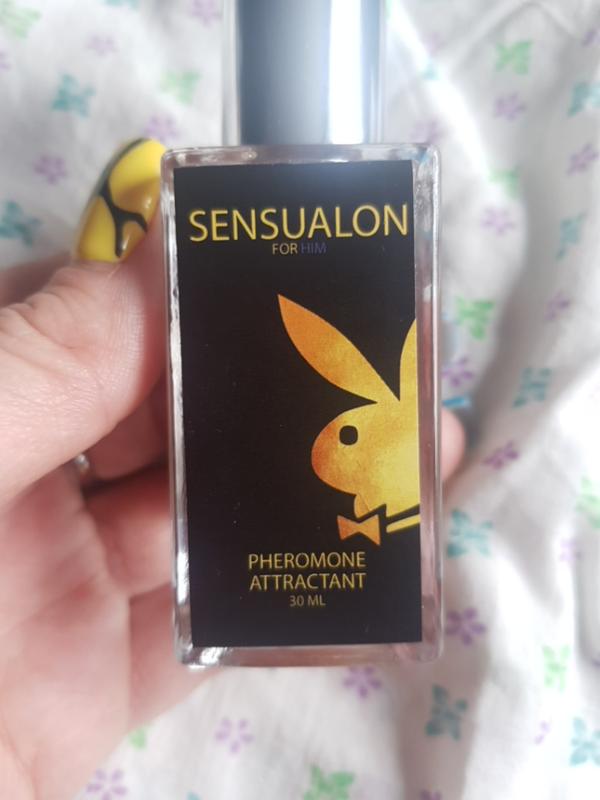 SENSUALON
FOR HIM
PHEROMONE
ATTRACTANT
30 ML